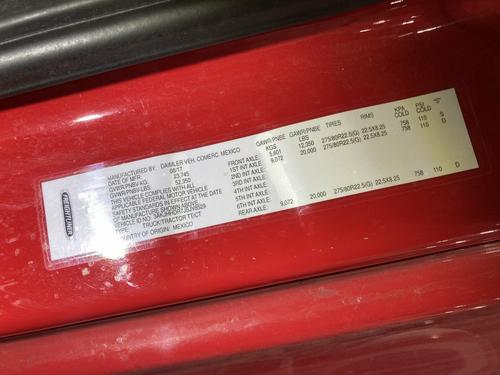 FREIGHTLINER
MANUFACTURED BY: DAIMLER VEH. COMERC. MEXICO
DATE OF MFR: 08/17
GVWR/PNBV-KG: 23,745
GVWR/PNBV-LBS: 52,350
THIS VEHICLE COMPLIES WITH ALL
APPLICABLE FEDERAL MOTOR VEHICLE
SAFETY STANDARDS IN EFFECT AT THE DATE
OF MANUFACTURE SHOWN ABOVE.
VEHICLE ID NO:
TYPE: TRUCK/TRACTOR TT/CT
COUNTRY OF ORIGIN: MEXICO
GAWR/PNBE KGS GAWR/PNBE LBS TIRES RIMS KPA COLD PSI COLD
FRONT AXLE: 5,601 12,350 275/80R22.5(G) 22.5X8.25 758 110 S
1ST INT AXLE: 9,072 20,000 275/80R22.5(G) 22.5X8.25 758 110 D
2ND INT AXLE:
3RD INT AXLE:
4TH INT AXLE:
5TH INT AXLE:
6TH INT AXLE:
REAR AXLE: 9,072 20,000 275/80R22.5(G) 22.5X8.25 758 110 D